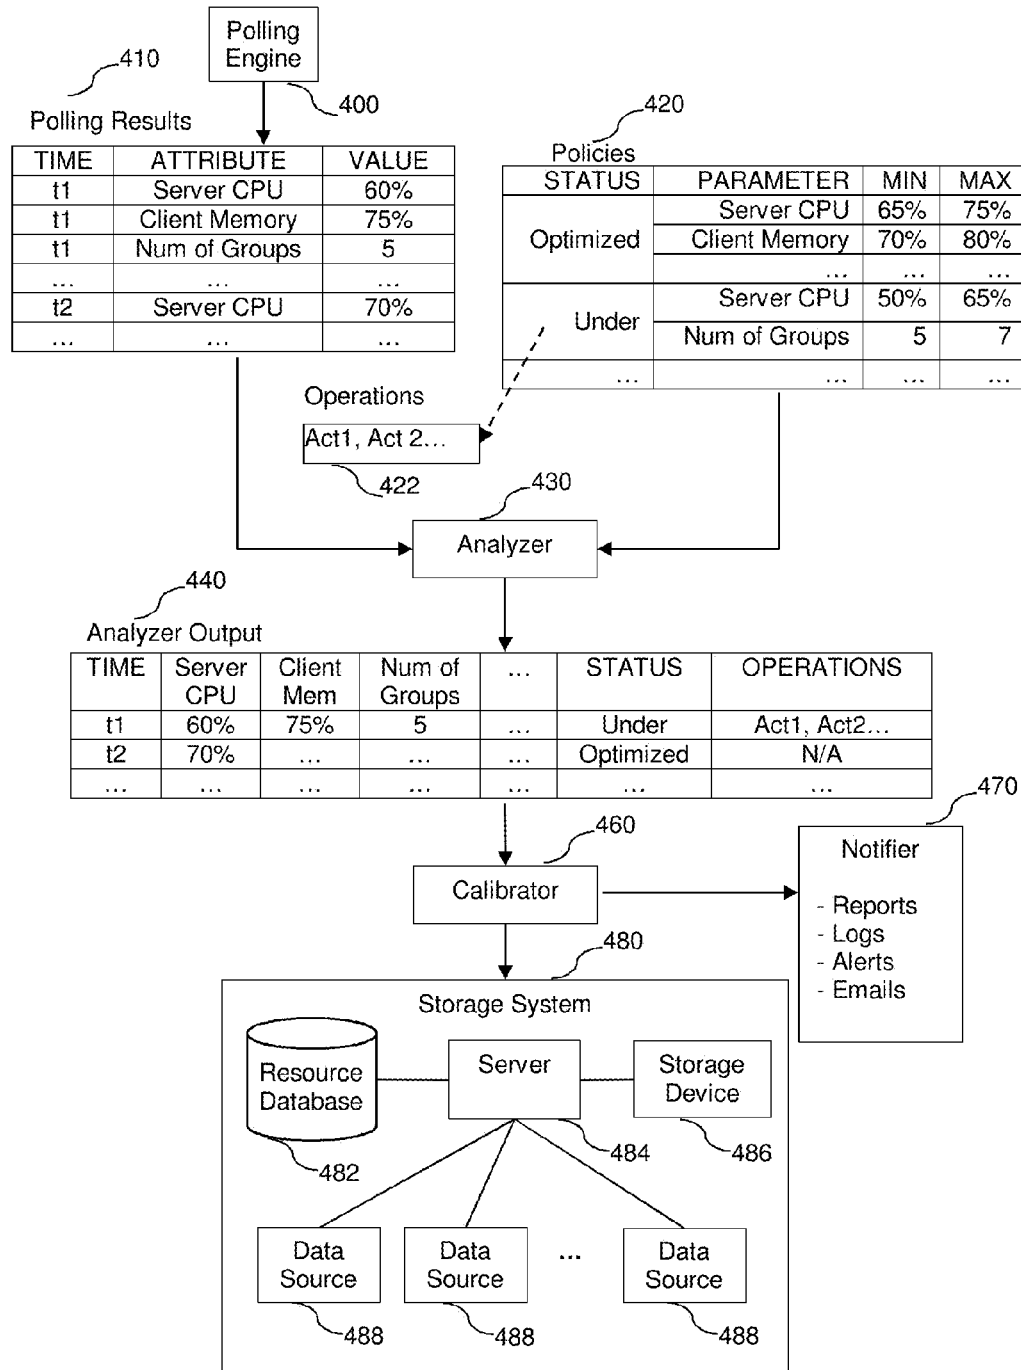 Polling
Engine
400
410
Polling Results
TIME ATTRIBUTE VALUE
t1 Server CPU 60%
t1 Client Memory 75%
t1 Num of Groups 5
... ... ...
t2 Server CPU 70%
... ... ...
420
Policies
STATUS PARAMETER MIN MAX
Optimized Server CPU 65% 75%
Client Memory 70% 80%
... ... ...
Under Server CPU 50% 65%
Num of Groups 5 7
... ... ... ...
Operations
Act1, Act 2...
422
430
Analyzer
440
Analyzer Output
TIME Server CPU Client Mem Num of Groups ... STATUS OPERATIONS
t1 60% 75% 5 ... Under Act1, Act2...
t2 70% ... ... ... Optimized N/A
... ... ... ... ... ... ...
460
Calibrator
470
Notifier
- Reports
- Logs
- Alerts
- Emails
480
Storage System
Resource
Database
482
Server
484
Storage
Device
486
Data
Source
488
Data
Source
488
...
Data
Source
488